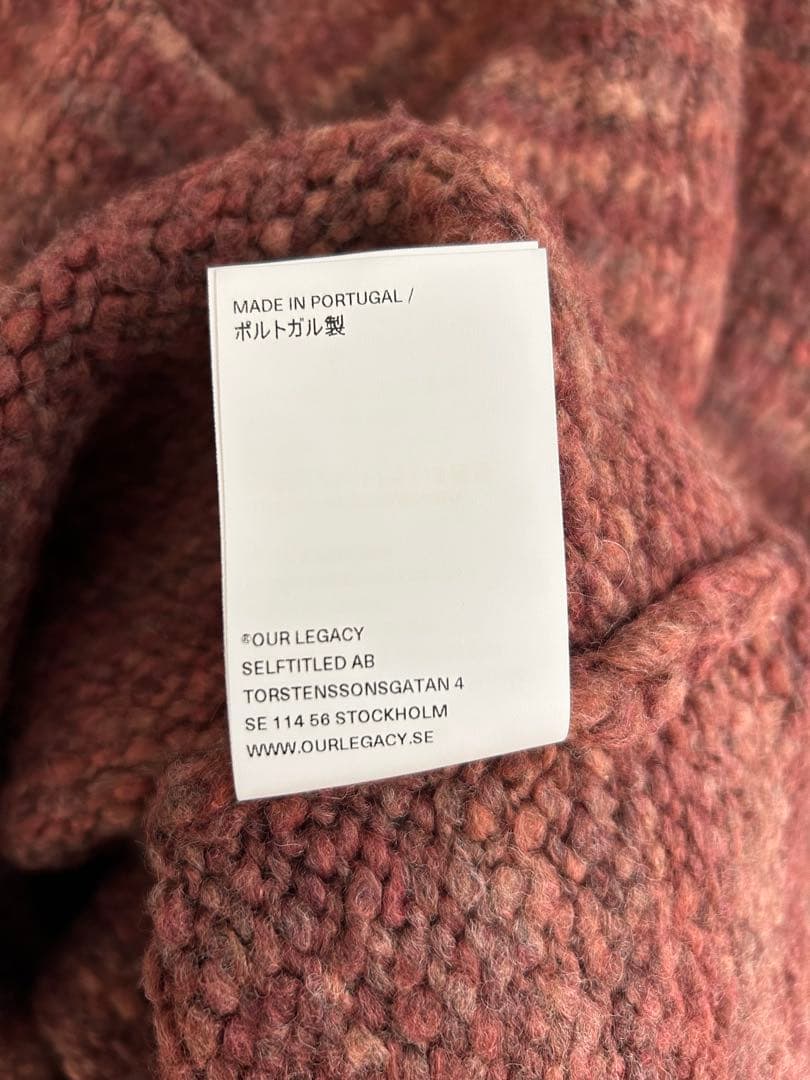 MADE IN PORTUGAL /
ポルトガル製
®OUR LEGACY
SELFTITLED AB
TORSTENSSONSGATAN 4
SE 114 56 STOCKHOLM
WWW.OURLEGACY.SE